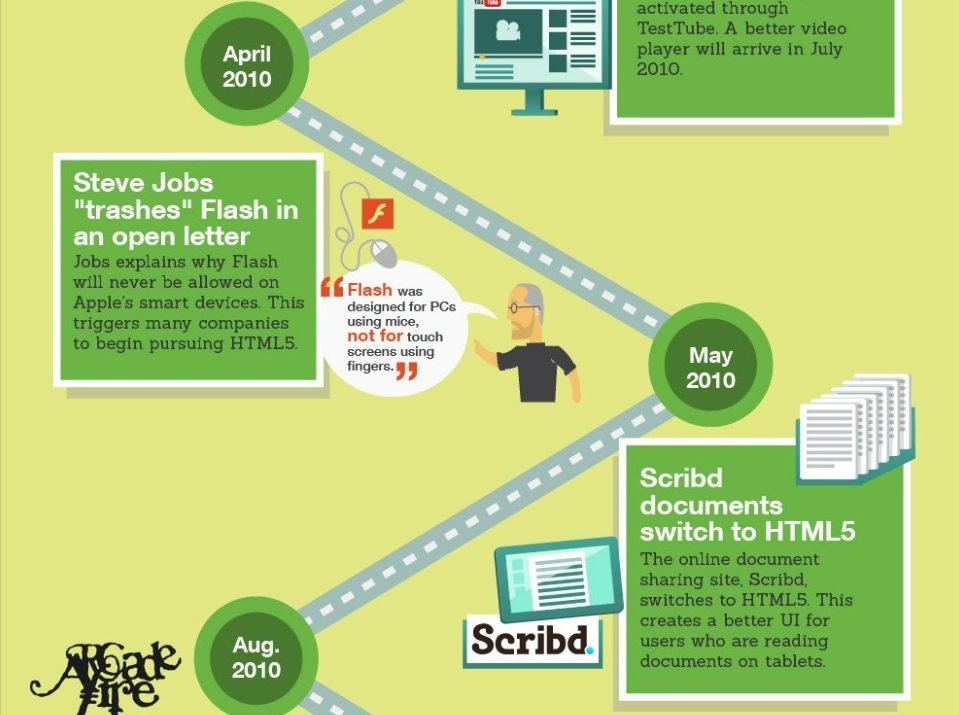 activated through
TestTube. A better video
player will arrive in July
2010.
April
2010
Steve Jobs
"trashes" Flash in
an open letter
Jobs explains why Flash
will never be allowed on
Apple's smart devices. This
triggers many companies
to begin pursuing HTML5.
“Flash was
designed for PCs
using mice,
not for touch
screens using
fingers.”
May
2010
Scribd
documents
switch to HTML5
The online document
sharing site, Scribd,
switches to HTML5. This
creates a better UI for
users who are reading
documents on tablets.
Scribd.
Aug.
2010
ARCade
fire